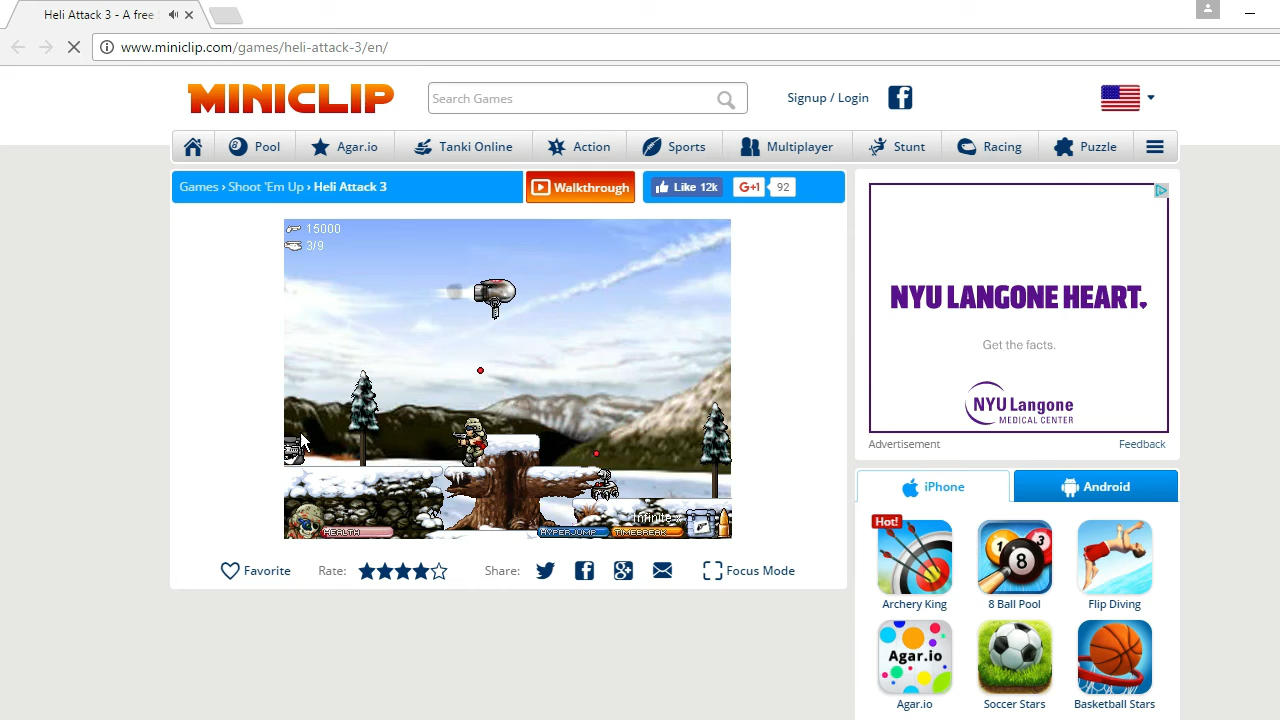 Heli Attack 3 - A free
www.miniclip.com/games/heli-attack-3/en/
MINICLIP
Search Games
Signup / Login
Pool
Agar.io
Tanki Online
Action
Sports
Multiplayer
Stunt
Racing
Puzzle
Games › Shoot 'Em Up › Heli Attack 3
Walkthrough
Like 12k
G+1
92
15000
3/9
Infinite x
HEALTH
HYPERJUMP
TIMEBREAK
Favorite
Rate:
Share:
Focus Mode
NYU LANGONE HEART.
Get the facts.
NYU Langone
MEDICAL CENTER
Advertisement
Feedback
iPhone
Android
Hot!
Archery King
8 Ball Pool
Flip Diving
Agar.io
Agar.io
Soccer Stars
Basketball Stars